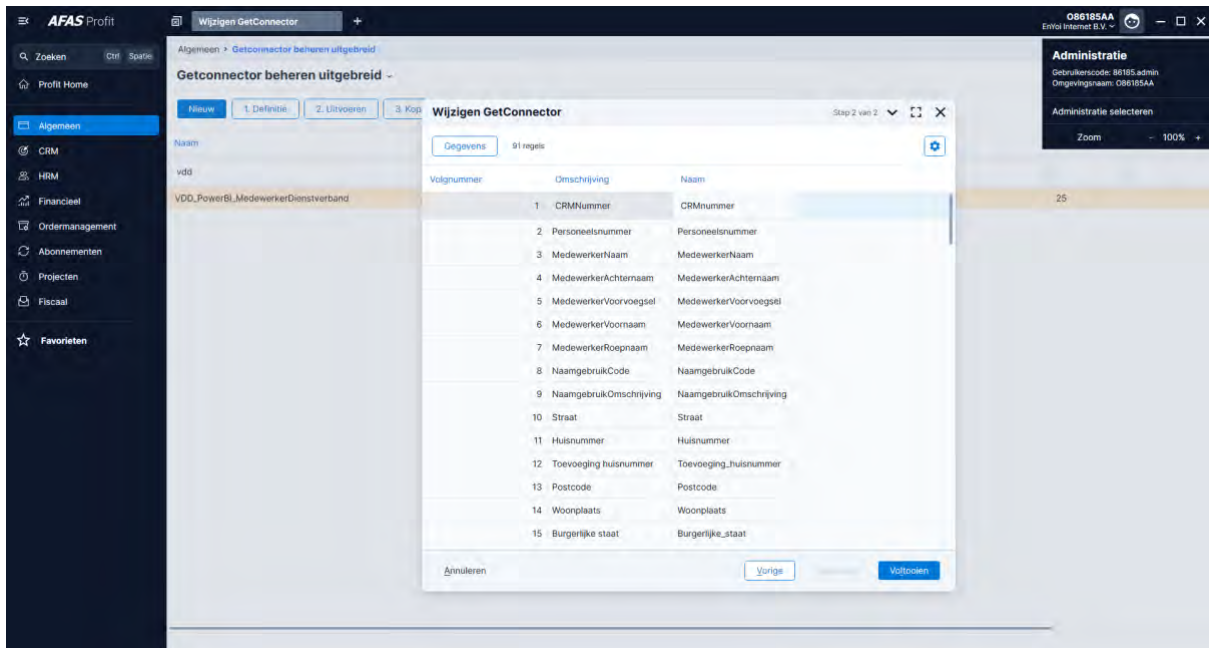 AFAS Profit
Wijzigen GetConnector
O86185AA
EnYoi Internet B.V.
Zoeken Ctrl Spatie
Profit Home
Algemeen
CRM
HRM
Financieel
Ordermanagement
Abonnementen
Projecten
Fiscaal
Favorieten
Algemeen > Getconnector beheren uitgebreid
Getconnector beheren uitgebreid
Nieuw 1. Definitie 2. Uitvoeren 3. Kop
Naam
vdd
VDD_PowerBI_MedewerkerDienstverband 25
Administratie
Gebruikerscode: 86185.admin
Omgevingsnaam: O86185AA
Administratie selecteren
Zoom - 100% +
Wijzigen GetConnector Stap 2 van 2
Gegevens 91 regels
Volgnummer Omschrijving Naam
1 CRMNummer CRMnummer
2 Personeelsnummer Personeelsnummer
3 MedewerkerNaam MedewerkerNaam
4 MedewerkerAchternaam MedewerkerAchternaam
5 MedewerkerVoorvoegsel MedewerkerVoorvoegsel
6 MedewerkerVoornaam MedewerkerVoornaam
7 MedewerkerRoepnaam MedewerkerRoepnaam
8 NaamgebruikCode NaamgebruikCode
9 NaamgebruikOmschrijving NaamgebruikOmschrijving
10 Straat Straat
11 Huisnummer Huisnummer
12 Toevoeging huisnummer Toevoeging_huisnummer
13 Postcode Postcode
14 Woonplaats Woonplaats
15 Burgerlijke staat Burgerlijke_staat
Annuleren Vorige Voltooien